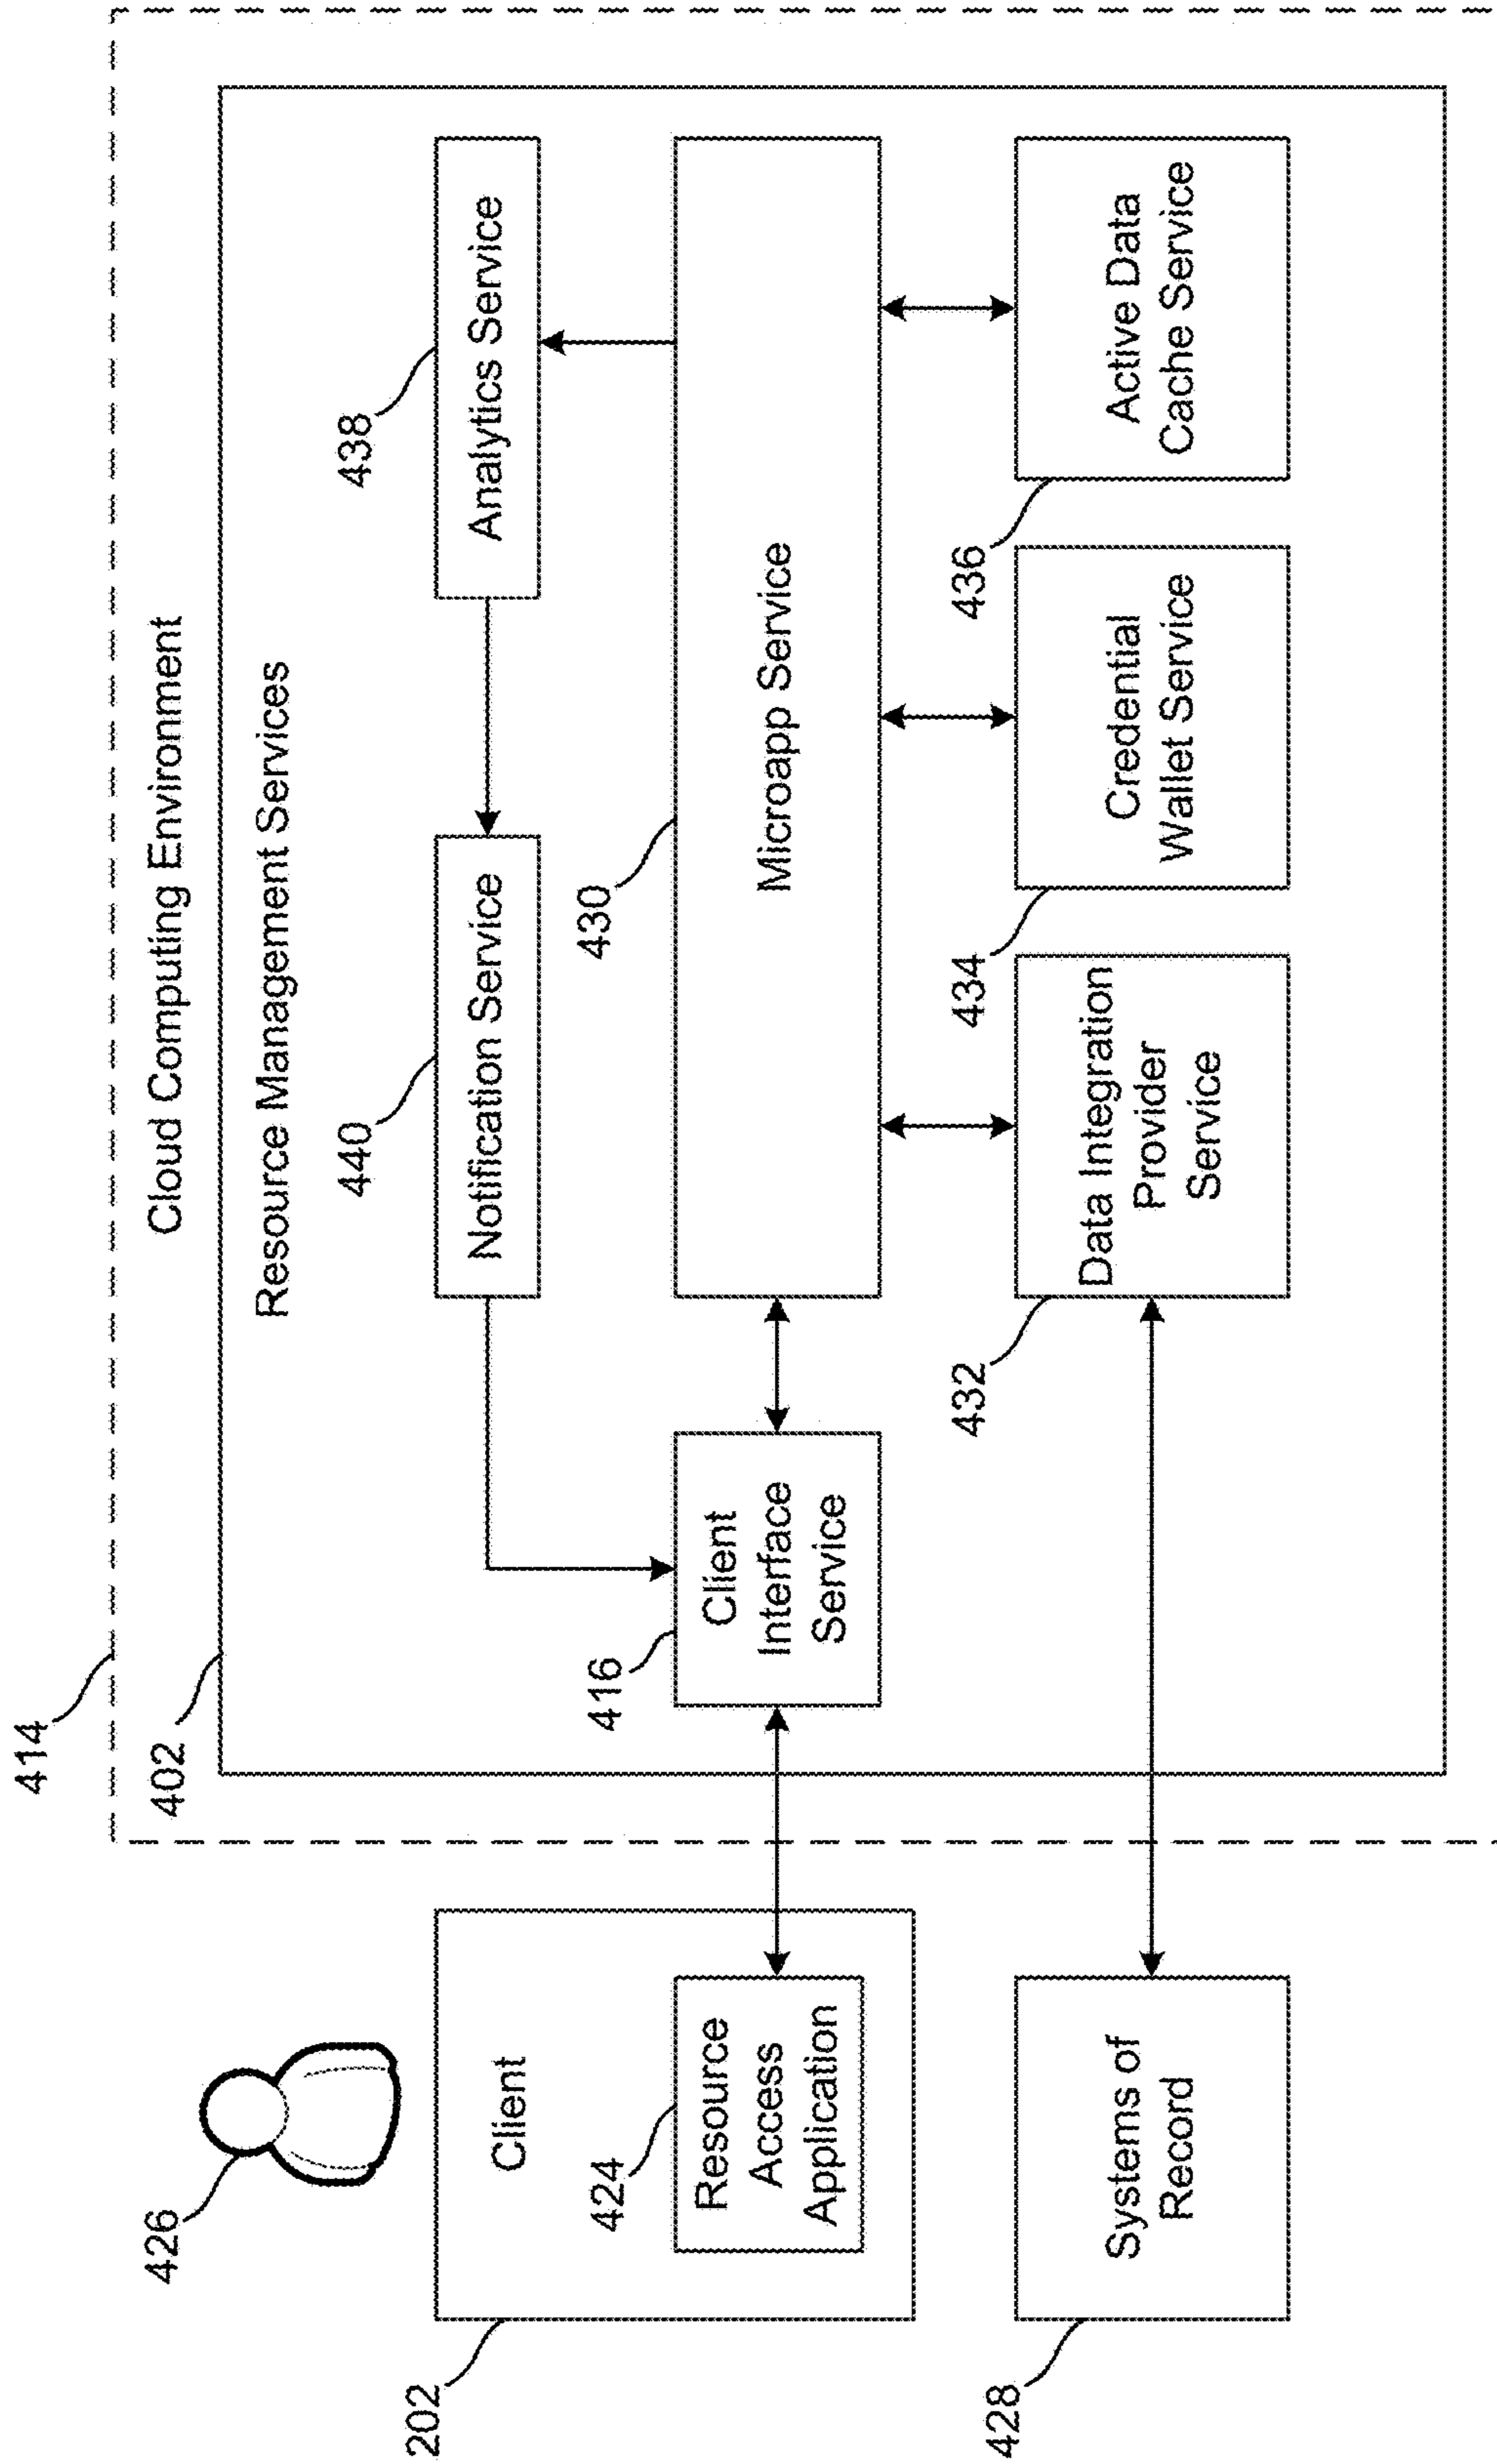 414
Cloud Computing Environment
402
Resource Management Services
426
202
Client
424
Resource
Access
Application
440
Notification Service
438
Analytics Service
416
Client
Interface
Service
430
Microapp Service
428
Systems of
Record
432
Data Integration
Provider
Service
434
Credential
Wallet Service
436
Active Data
Cache Service